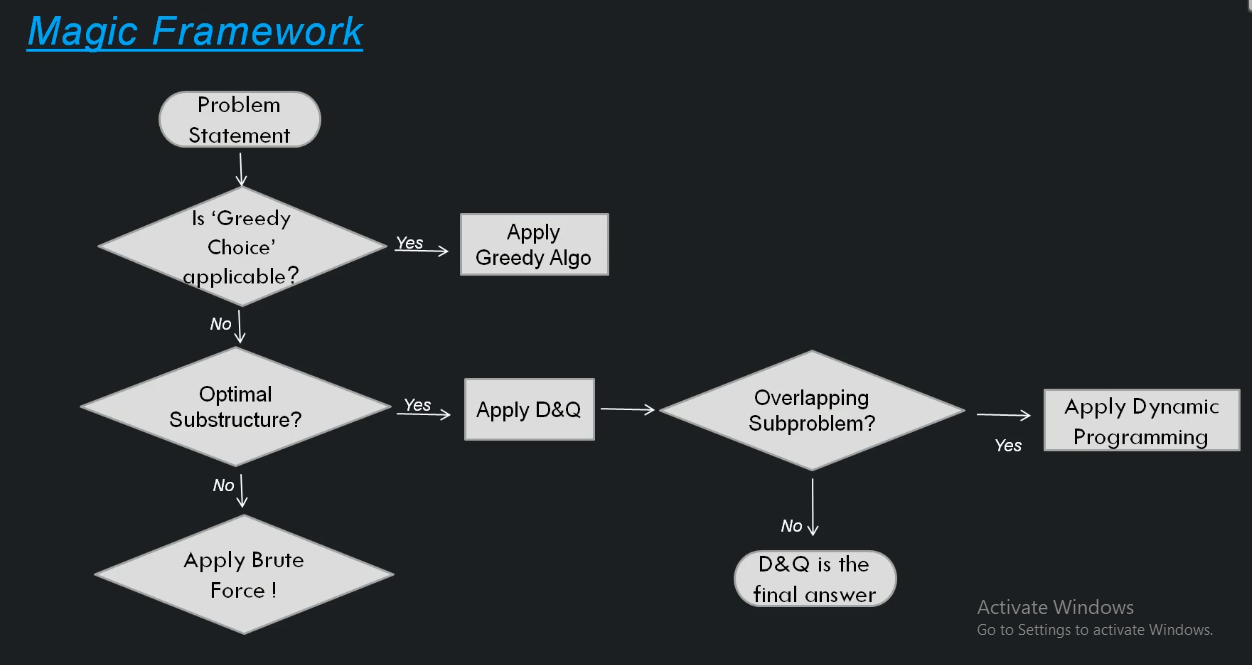 Magic Framework
Problem
Statement
Is ‘Greedy
Choice’
applicable?
Yes
Apply
Greedy Algo
No
Optimal
Substructure?
Yes
Apply D&Q
Overlapping
Subproblem?
Yes
Apply Dynamic
Programming
No
Apply Brute
Force !
No
D&Q is the
final answer
Activate Windows
Go to Settings to activate Windows.